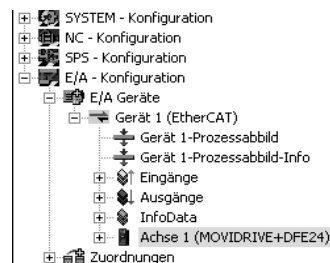 SYSTEM - Konfiguration
NC - Konfiguration
SPS - Konfiguration
E/A - Konfiguration
E/A Geräte
Gerät 1 (EtherCAT)
Gerät 1-Prozessabbild
Gerät 1-Prozessabbild-Info
Eingänge
Ausgänge
InfoData
Achse 1 (MOVIDRIVE+DFE24)
Zuordnungen